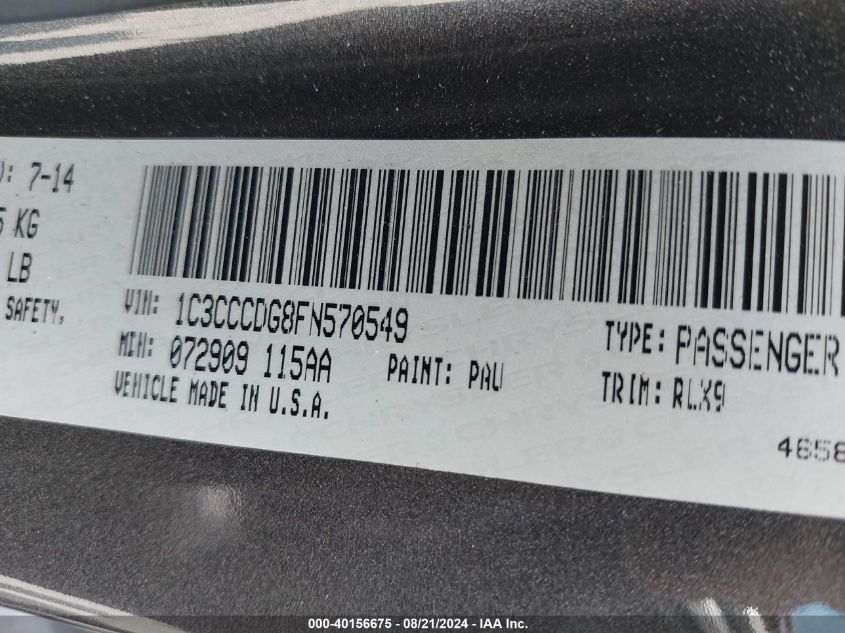 D: 7-14
5 KG
LB
SAFETY,
VIN: 1C3CCCDG8FN570549
MDH: 072909 115AA
VEHICLE MADE IN U.S.A.
PAINT: PAU
TYPE: PASSENGER
TRIM: RLX9
4658
000-40156675 - 08/21/2024 - IAA Inc.